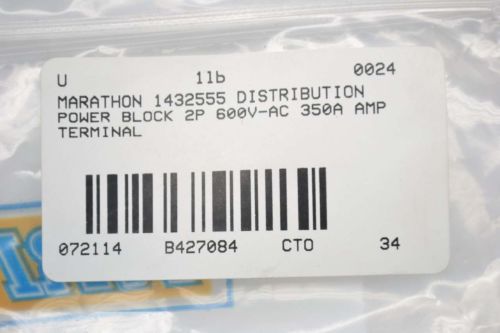 U 1lb 0024
MARATHON 1432555 DISTRIBUTION
POWER BLOCK 2P 600V-AC 350A AMP
TERMINAL
072114 B427084 CTO 34